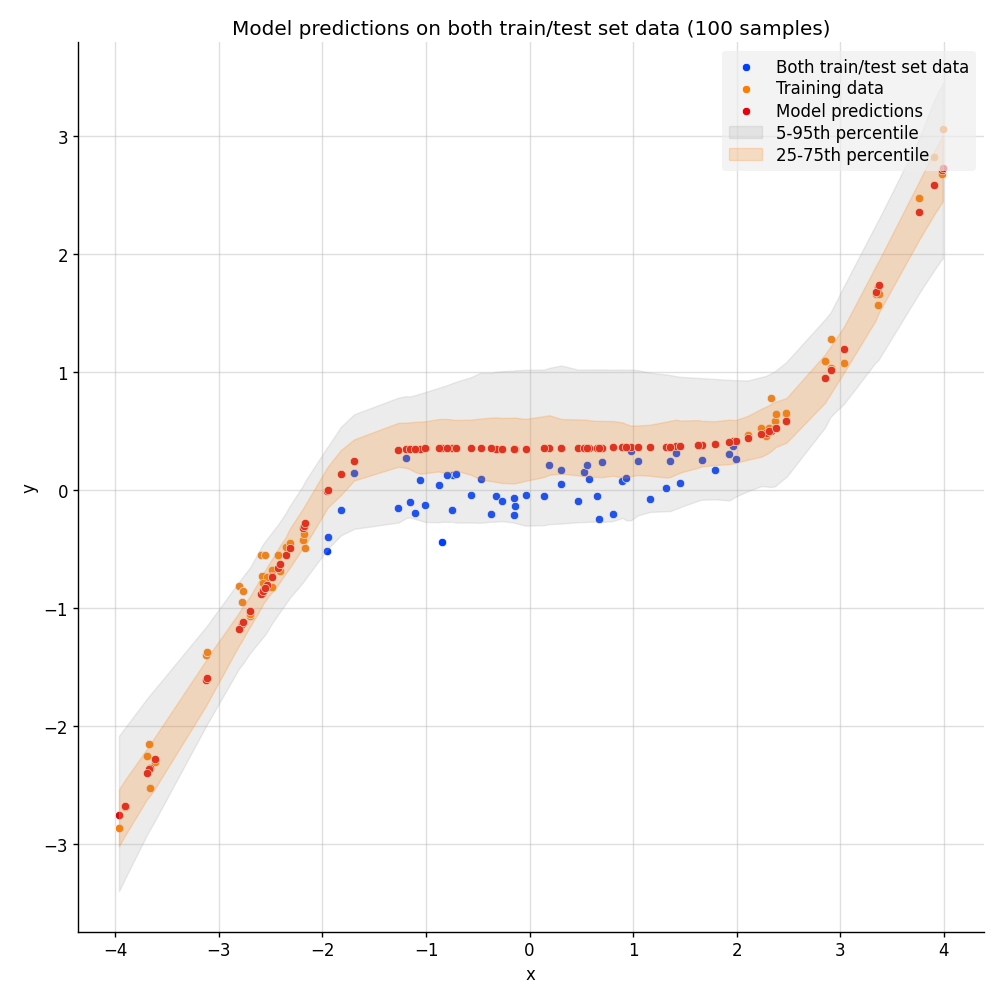 Model predictions on both train/test set data (100 samples)
Both train/test set data
Training data
Model predictions
5-95th percentile
25-75th percentile
3
2
1
0
−1
−2
−3
y
−4 −3 −2 −1 0 1 2 3 4
x